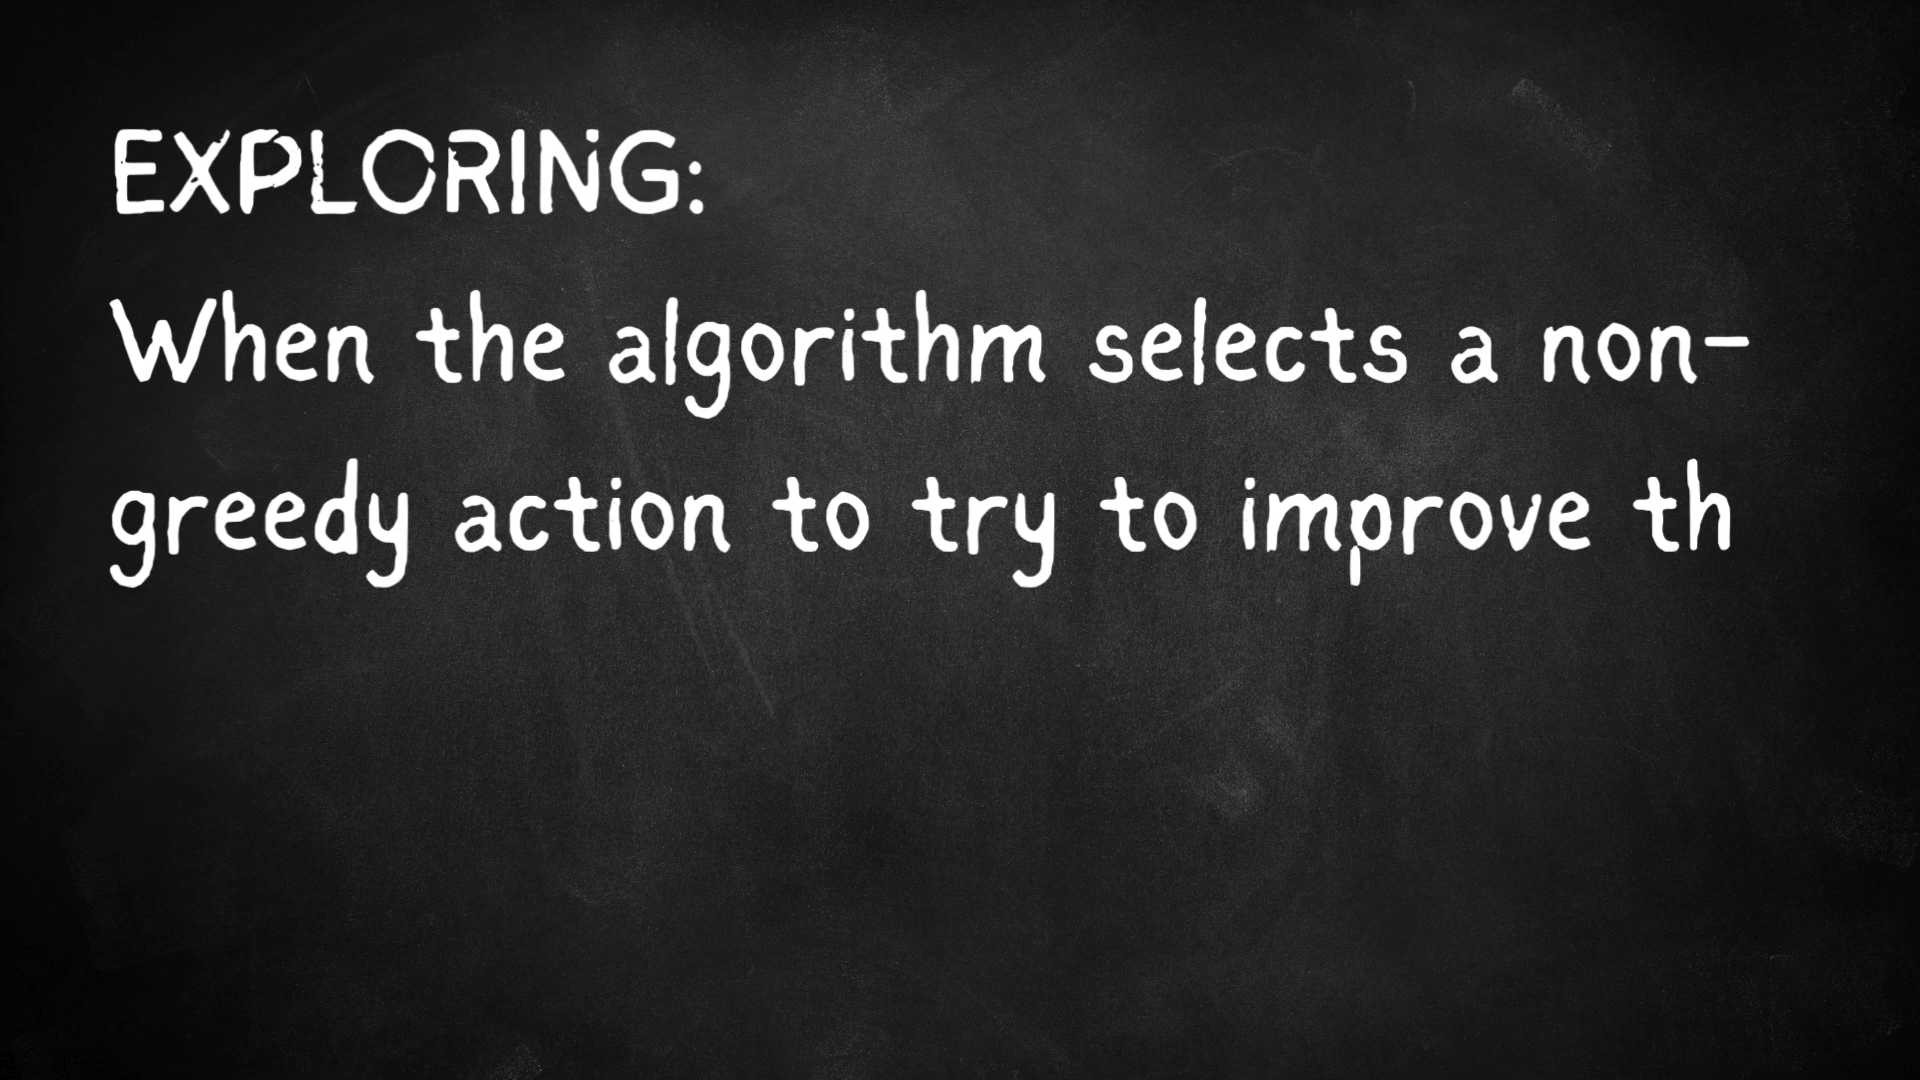 EXPLORING:
When the algorithm selects a non-
greedy action to try to improve th